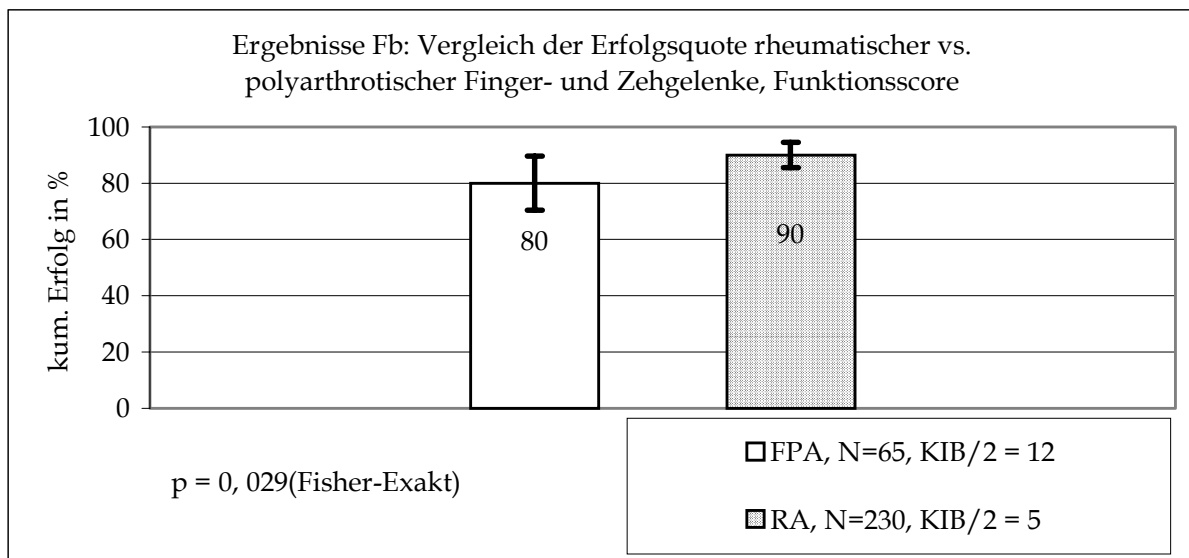 Ergebnisse Fb: Vergleich der Erfolgsquote rheumatischer vs.
polyarthrotischer Finger- und Zehgelenke, Funktionsscore
kum. Erfolg in %
100
80
60
40
20
0
80
90
p = 0, 029(Fisher-Exakt)
FPA, N=65, KIB/2 = 12
RA, N=230, KIB/2 = 5